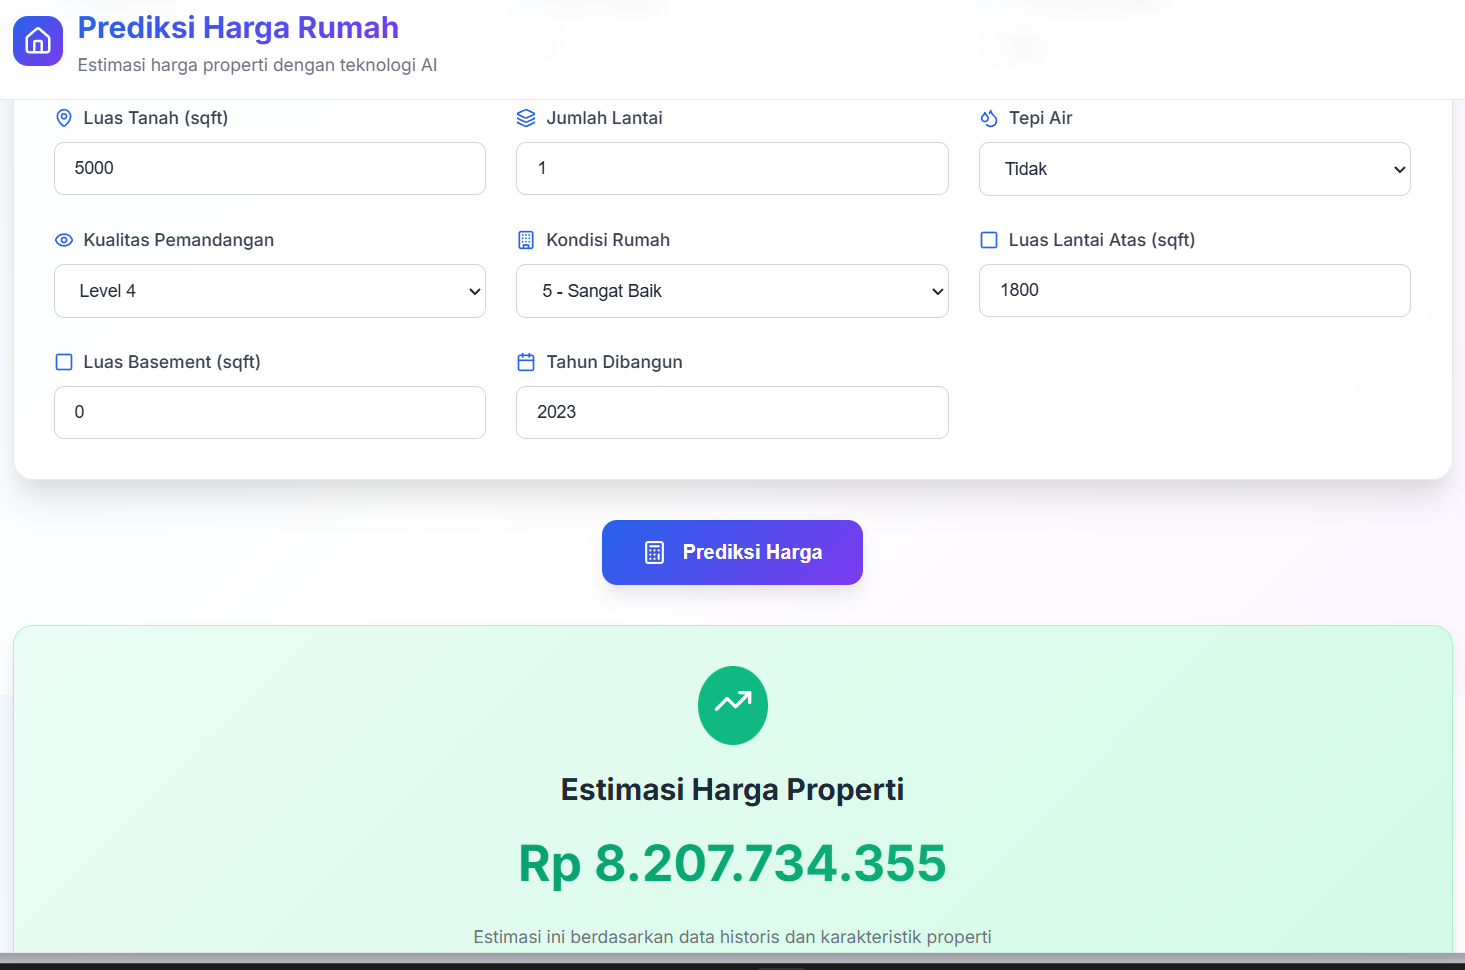 Prediksi Harga Rumah
Estimasi harga properti dengan teknologi AI
Luas Tanah (sqft)
Jumlah Lantai
Tepi Air
5000
1
Tidak
Kualitas Pemandangan
Kondisi Rumah
Luas Lantai Atas (sqft)
Level 4
5 - Sangat Baik
1800
Luas Basement (sqft)
Tahun Dibangun
0
2023
Prediksi Harga
Estimasi Harga Properti
Rp 8.207.734.355
Estimasi ini berdasarkan data historis dan karakteristik properti